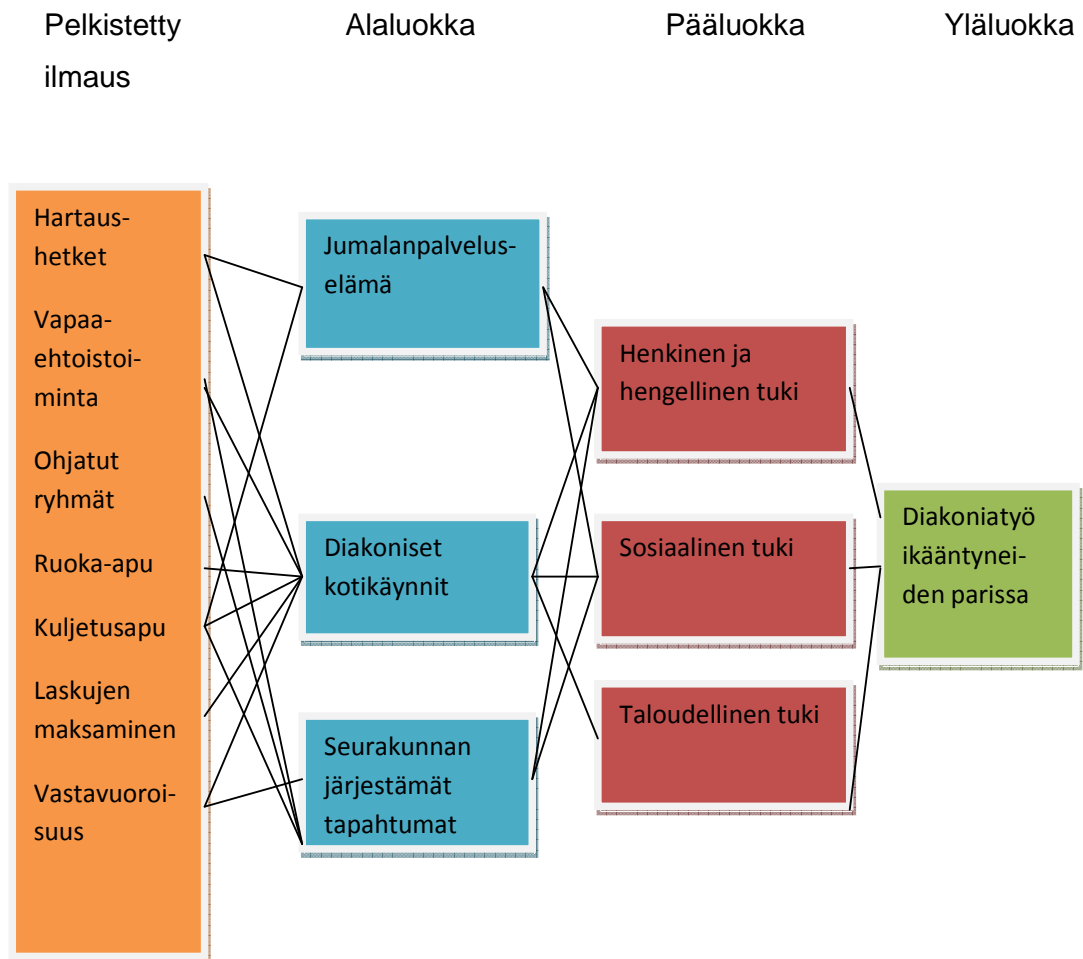 Pelkistetty
ilmaus
Alaluokka
Pääluokka
Yläluokka
Hartaus-
hetket
Vapaa-
ehtoistoi-
minta
Ohjatut
ryhmät
Ruoka-apu
Kuljetusapu
Laskujen
maksaminen
Vastavuoroi-
suus
Jumalanpalvelus-
elämä
Diakoniset
kotikäynnit
Seurakunnan
järjestämät
tapahtumat
Henkinen ja
hengellinen tuki
Sosiaalinen tuki
Taloudellinen tuki
Diakoniatyö
ikääntynei-
den parissa